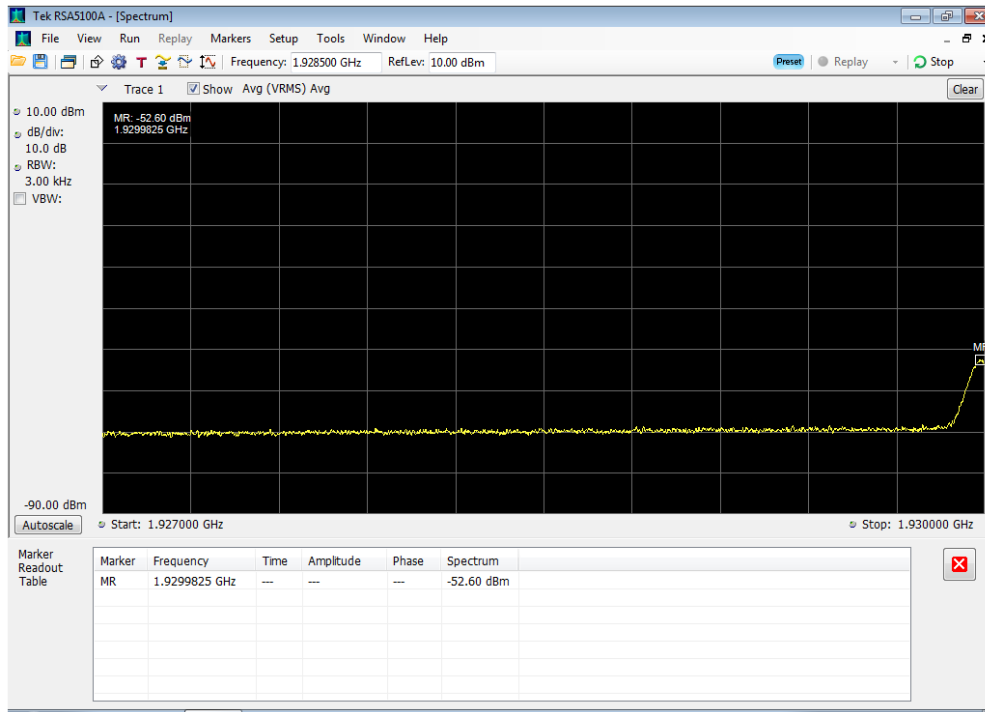 Tek RSA5100A - [Spectrum]
File View Run Replay Markers Setup Tools Window Help
T Frequency: 1.928500 GHz RefLev: 10.00 dBm Preset Replay Stop
Trace 1 Show Avg (VRMS) Avg Clear
10.00 dBm
dB/div:
10.0 dB
RBW:
3.00 kHz
VBW:
MR: -52.60 dBm
1.9299825 GHz
-90.00 dBm
Autoscale Start: 1.927000 GHz Stop: 1.930000 GHz
Marker
Readout
Table
Marker Frequency Time Amplitude Phase Spectrum
MR 1.9299825 GHz --- --- --- -52.60 dBm